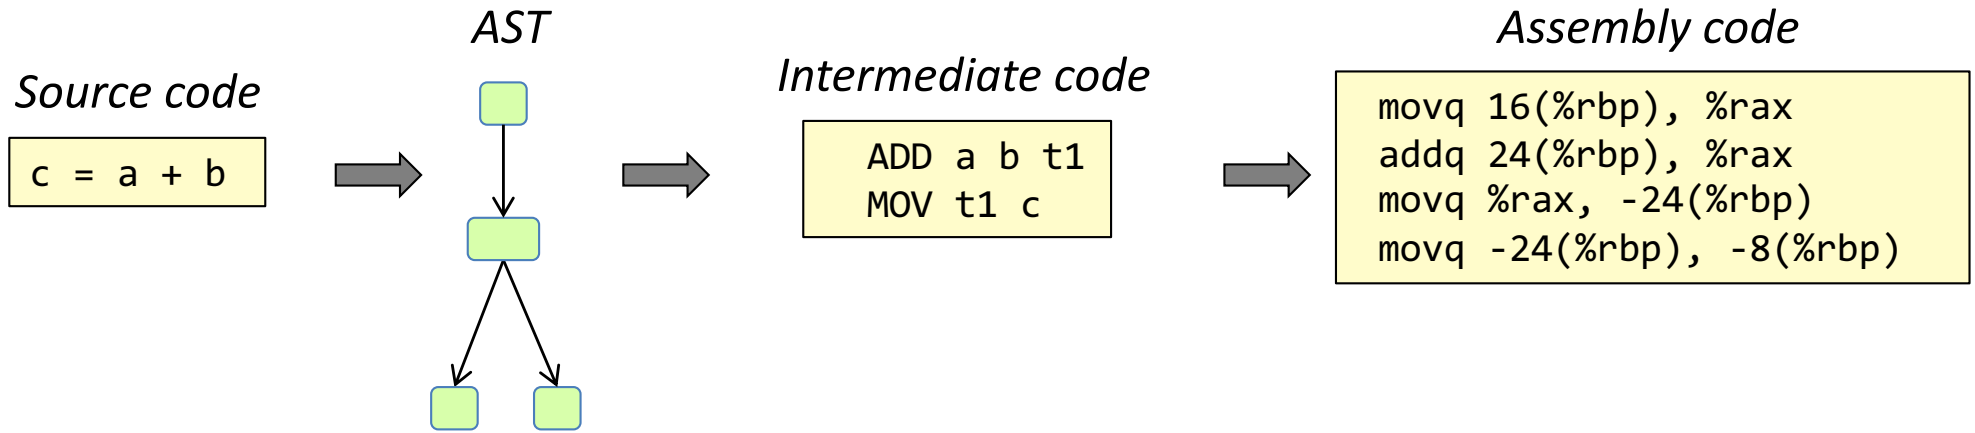 Source code
c = a + b
AST
Intermediate code
ADD a b t1
MOV t1 c
Assembly code
movq 16(%rbp), %rax
addq 24(%rbp), %rax
movq %rax, -24(%rbp)
movq -24(%rbp), -8(%rbp)